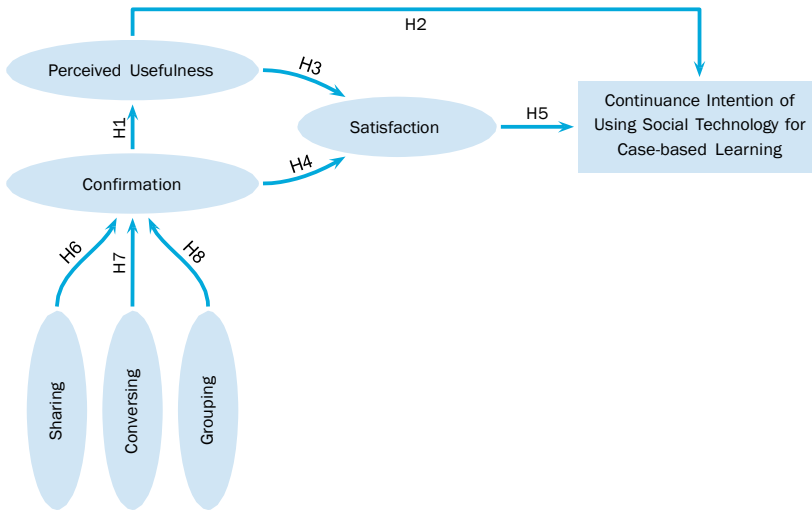 H2
Perceived Usefulness
H3
H1
Satisfaction
H5
Continuance Intention of
Using Social Technology for
Case-based Learning
Confirmation
H4
H6
H7
H8
Sharing
Conversing
Grouping